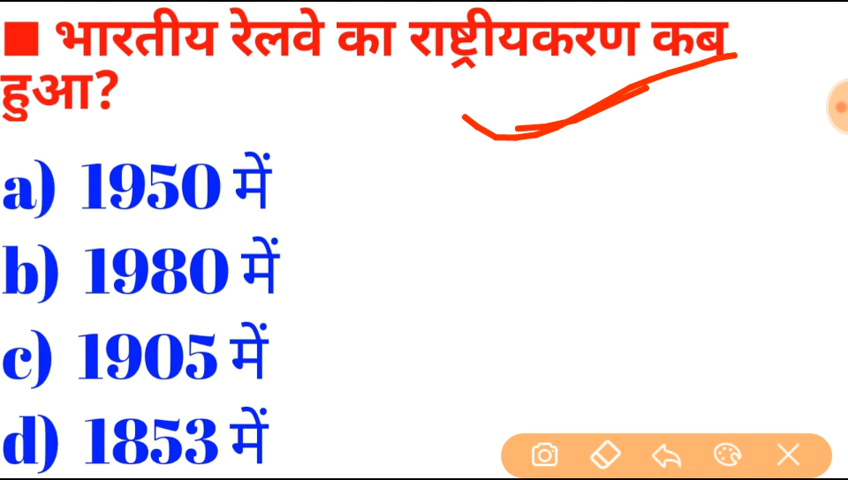 ■ भारतीय रेलवे का राष्ट्रीयकरण कब
हुआ?
a) 1950 में
b) 1980 में
c) 1905 में
d) 1853 में